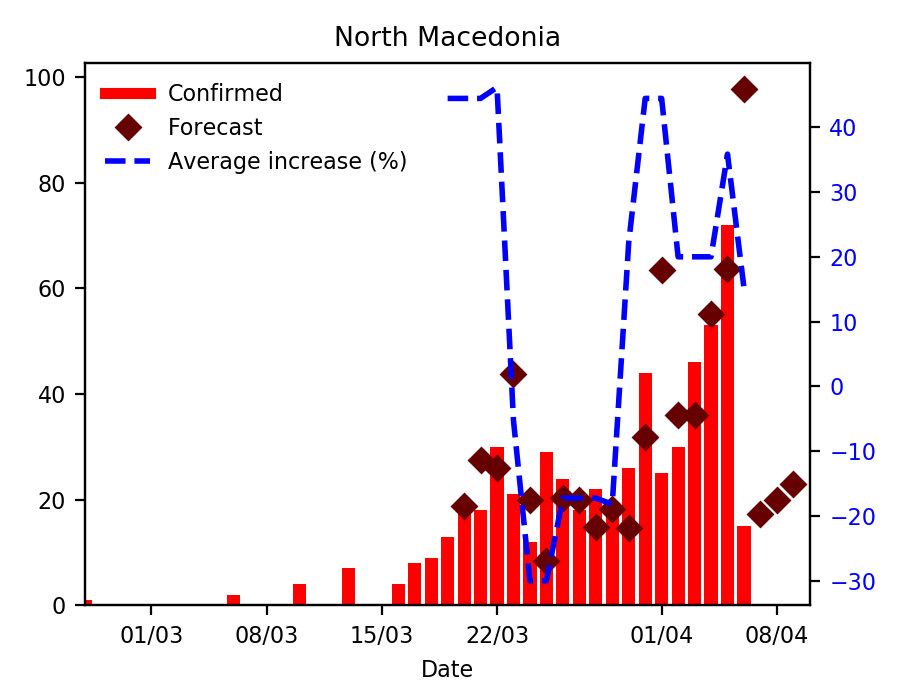 North Macedonia
Confirmed
Forecast
Average increase (%)
100
80
60
40
20
0
40
30
20
10
0
−10
−20
−30
01/03 08/03 15/03 22/03 01/04 08/04
Date